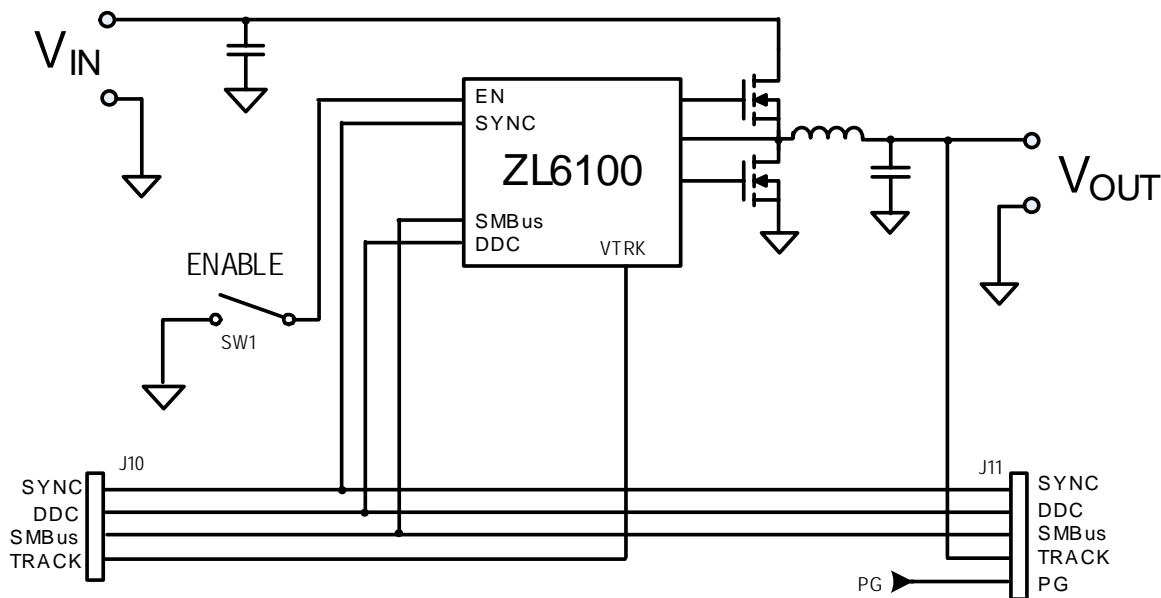 VIN
EN
SYNC
ZL6100
SMBus
DDC
VTRK
VOUT
ENABLE
SW1
J10
SYNC
DDC
SMBus
TRACK
J11
SYNC
DDC
SMBus
TRACK
PG
PG